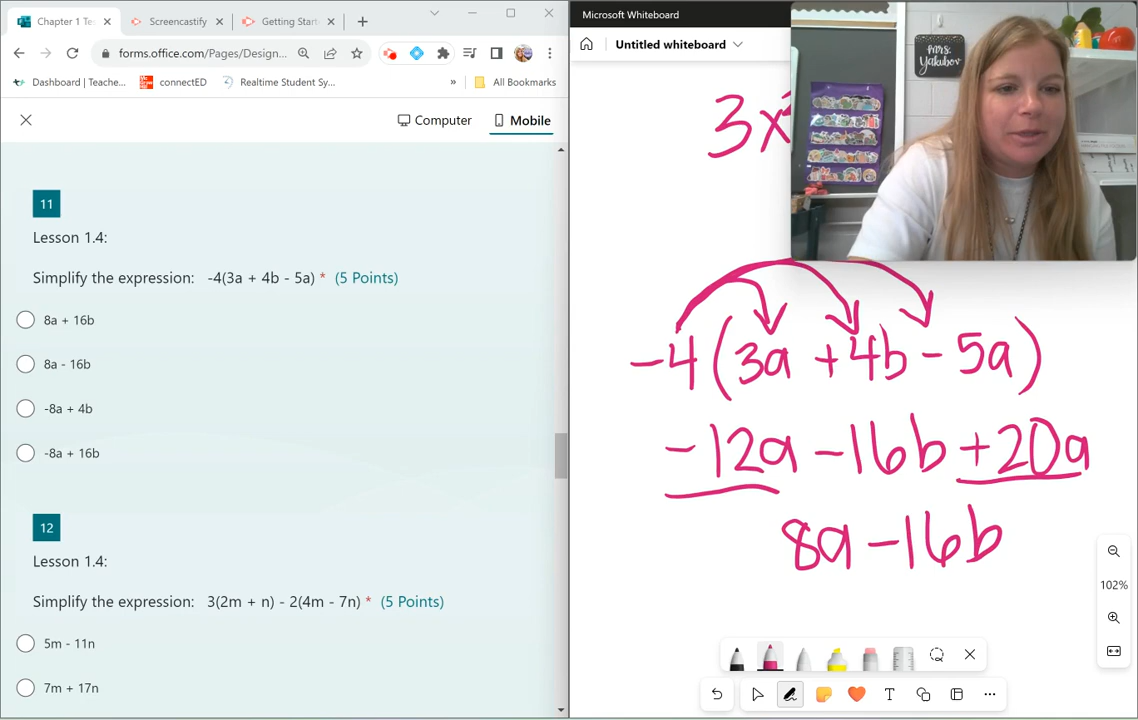 Chapter 1 Te
Screencastify
Getting Start
forms.office.com/Pages/Design...
Dashboard | Teache...
connectED
Realtime Student Sy...
»
All Bookmarks
Computer
Mobile
11
Lesson 1.4:
Simplify the expression: -4(3a + 4b - 5a) * (5 Points)
8a + 16b
8a - 16b
-8a + 4b
-8a + 16b
12
Lesson 1.4:
Simplify the expression: 3(2m + n) - 2(4m - 7n) * (5 Points)
5m - 11n
7m + 17n
Microsoft Whiteboard
Untitled whiteboard
MRS.
Yakubov
3x²
-4(3a + 4b - 5a)
-12a - 16b + 20a
8a - 16b
102%